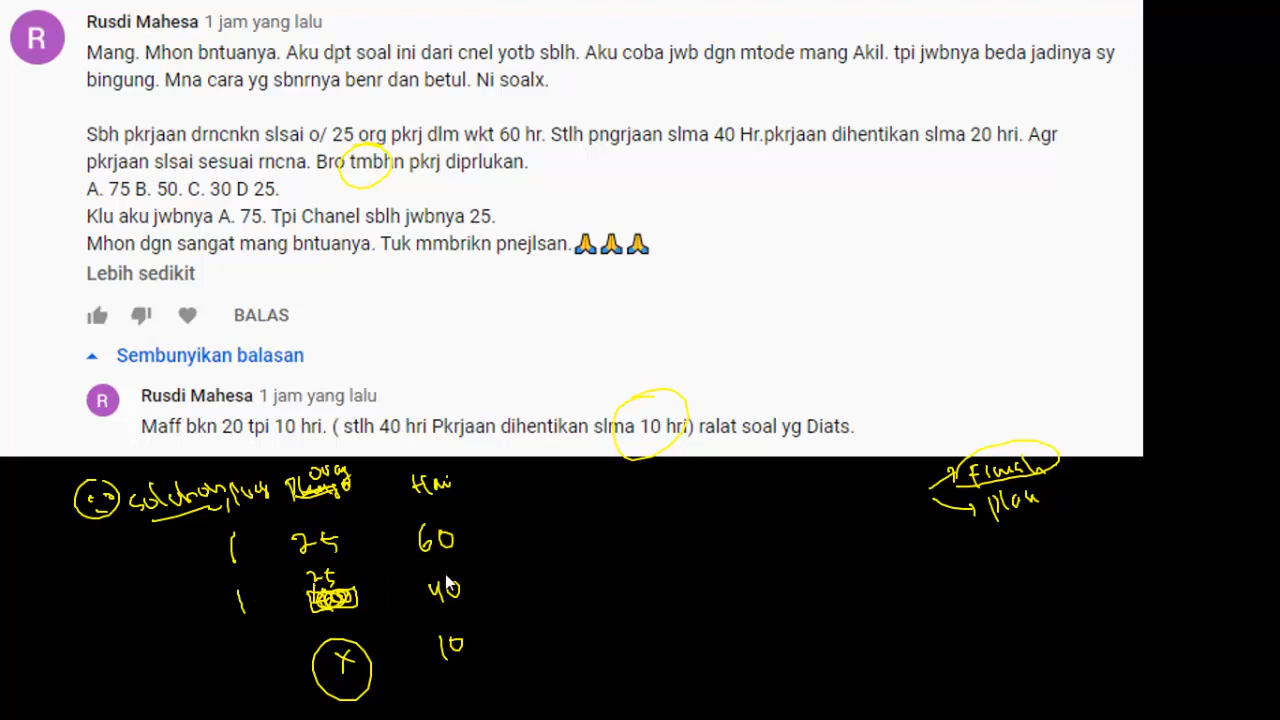 R
Rusdi Mahesa 1 jam yang lalu
Mang. Mhon bntuanya. Aku dpt soal ini dari cnel yotb sblh. Aku coba jwb dgn mtode mang Akil. tpi jwbnya beda jadinya sy
bingung. Mna cara yg sbnrnya benr dan betul. Ni soalx.
Sbh pkrjaan drncnkn slsai o/ 25 org pkrj dlm wkt 60 hr. Stlh pngrjaan slma 40 Hr.pkrjaan dihentikan slma 20 hri. Agr
pkrjaan slsai sesuai rncna. Bro tmbhn pkrj diprlukan.
A. 75 B. 50. C. 30 D 25.
Klu aku jwbnya A. 75. Tpi Chanel sblh jwbnya 25.
Mhon dgn sangat mang bntuanya. Tuk mmbrikn pnejlsan.🙏🙏🙏
Lebih sedikit
BALAS
Sembunyikan balasan
R
Rusdi Mahesa 1 jam yang lalu
Maff bkn 20 tpi 10 hri. ( stlh 40 hri Pkrjaan dihentikan slma 10 hri) ralat soal yg Diats.
plan
orang
Hari
1 25 60
1 25 40
x 10